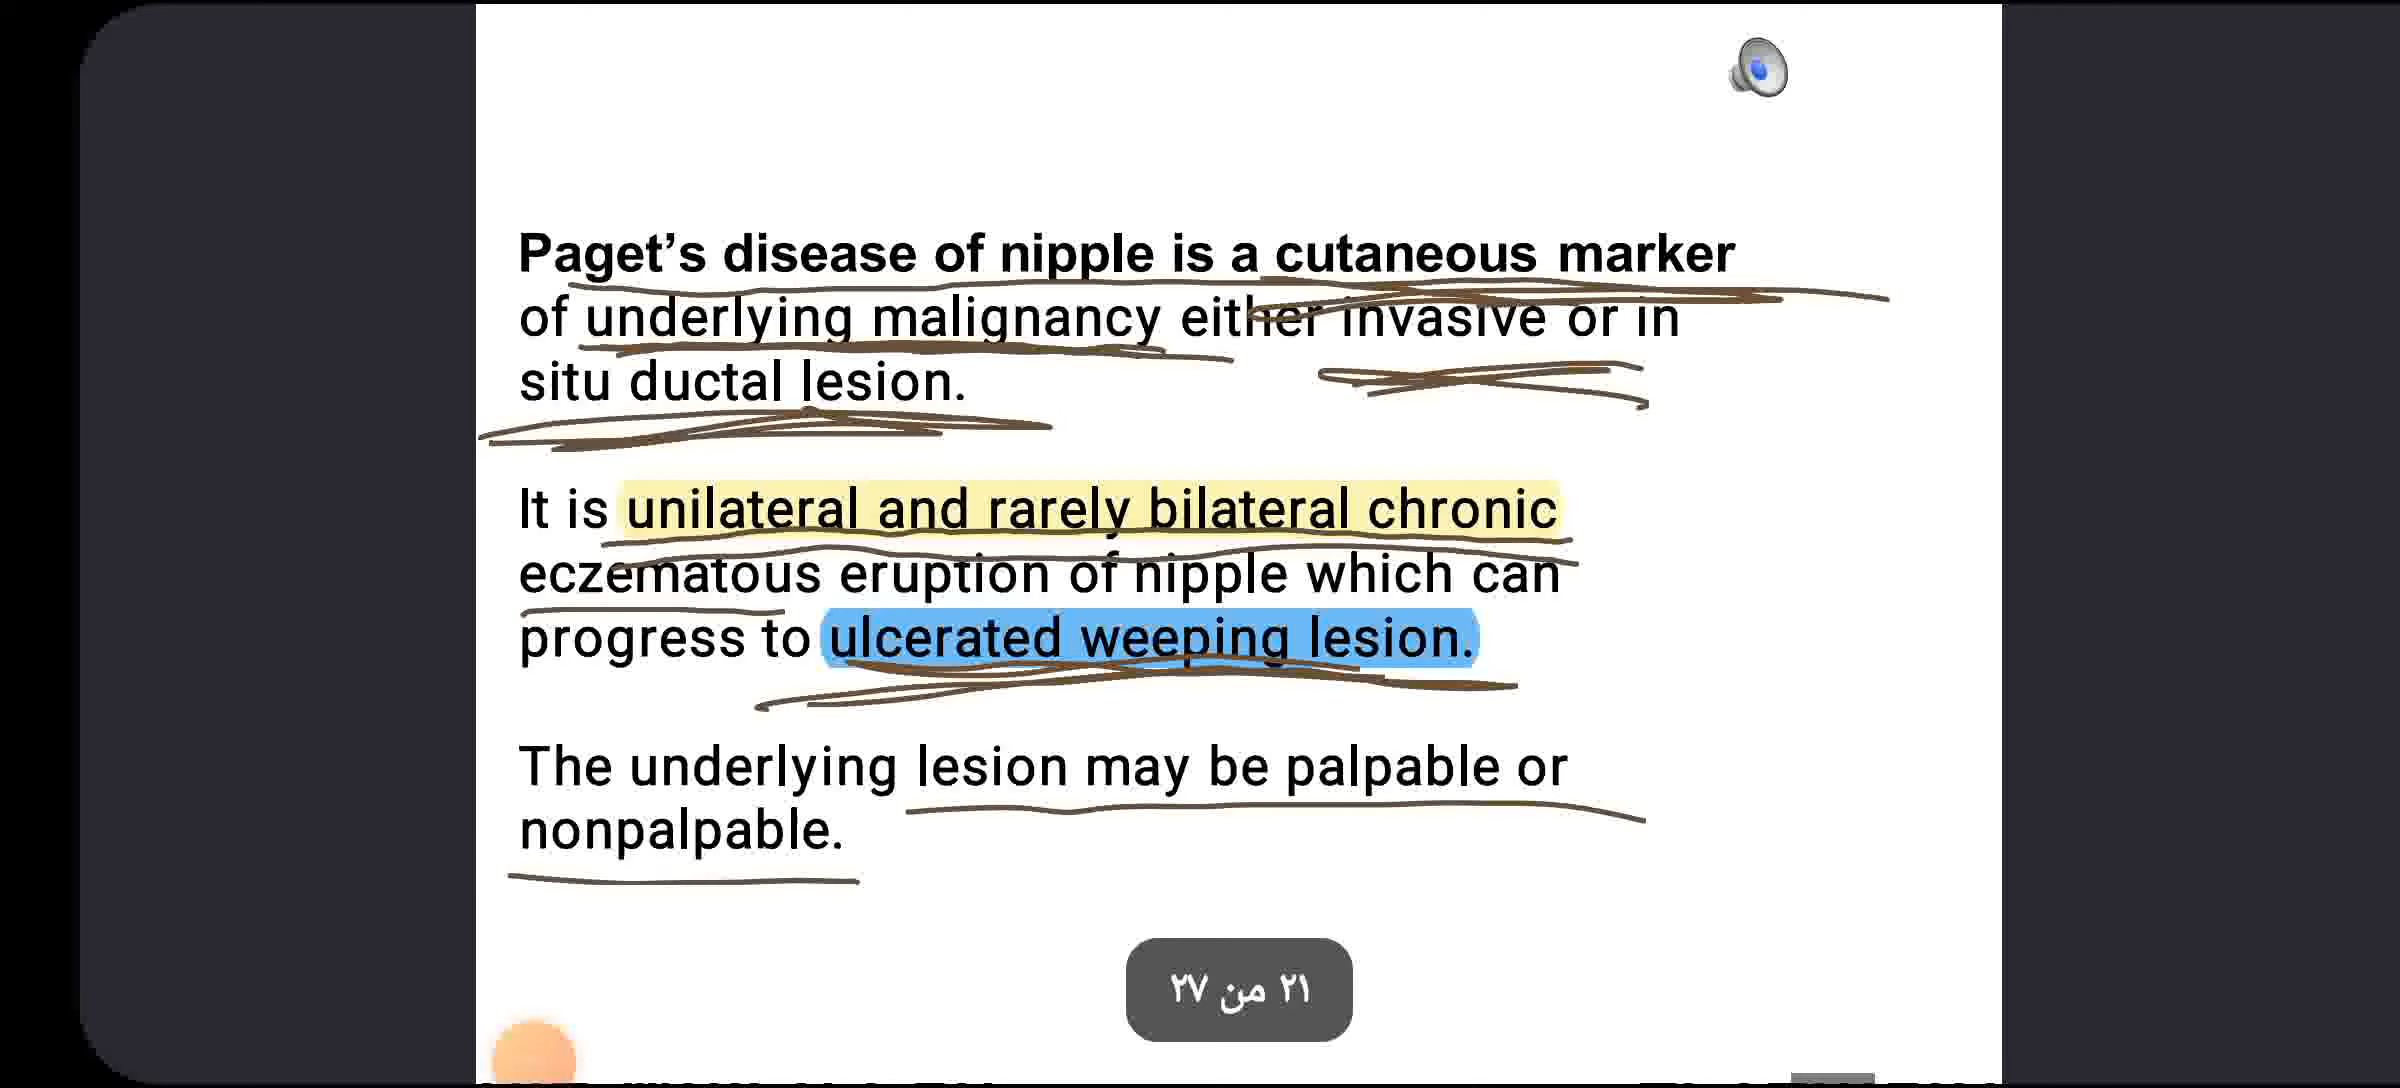 Paget’s disease of nipple is a cutaneous marker
of underlying malignancy either invasive or in
situ ductal lesion.
It is unilateral and rarely bilateral chronic
eczematous eruption of nipple which can
progress to ulcerated weeping lesion.
The underlying lesion may be palpable or
nonpalpable.
٢١ من ٢٧